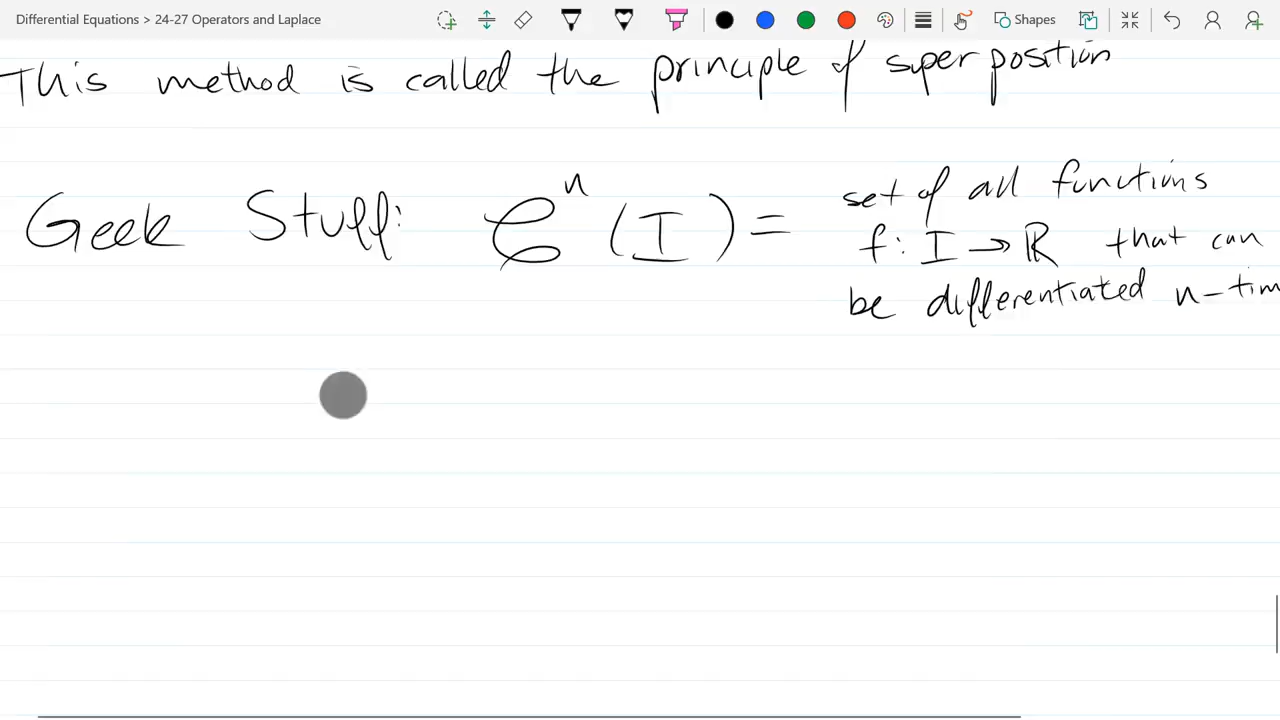 Differential Equations > 24-27 Operators and Laplace
Shapes
This method is called the principle of superposition
Geek Stuff: 𝒞ⁿ (I) =
set of all functions
f: I → ℝ that can
be differentiated n-tim